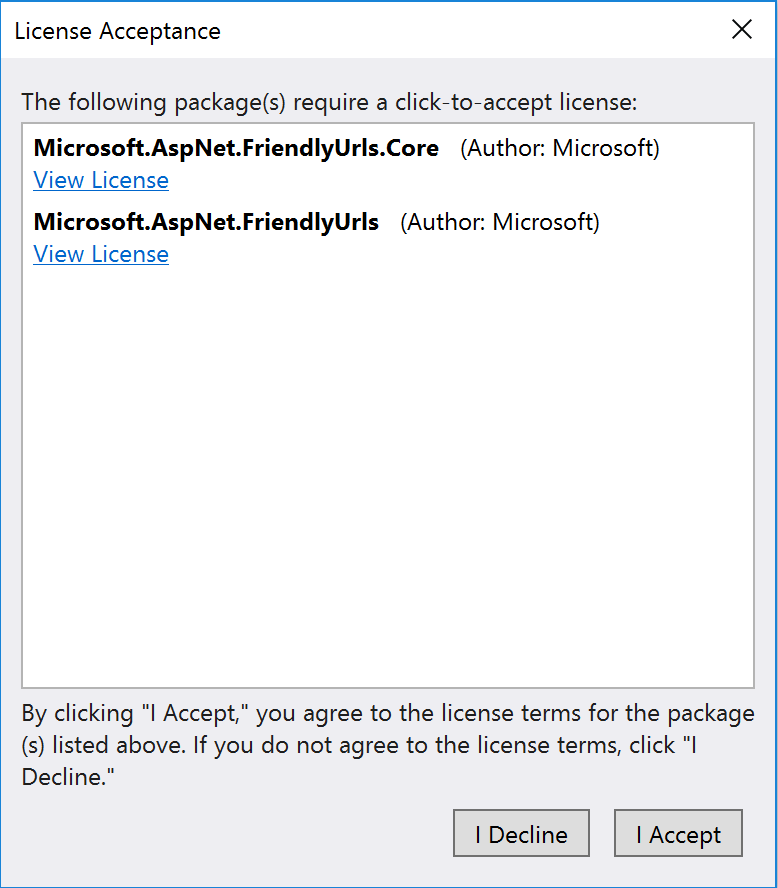 License Acceptance
The following package(s) require a click-to-accept license:
Microsoft.AspNet.FriendlyUrls.Core (Author: Microsoft)
View License
Microsoft.AspNet.FriendlyUrls (Author: Microsoft)
View License
By clicking "I Accept," you agree to the license terms for the package
(s) listed above. If you do not agree to the license terms, click "I
Decline."
I Decline I Accept